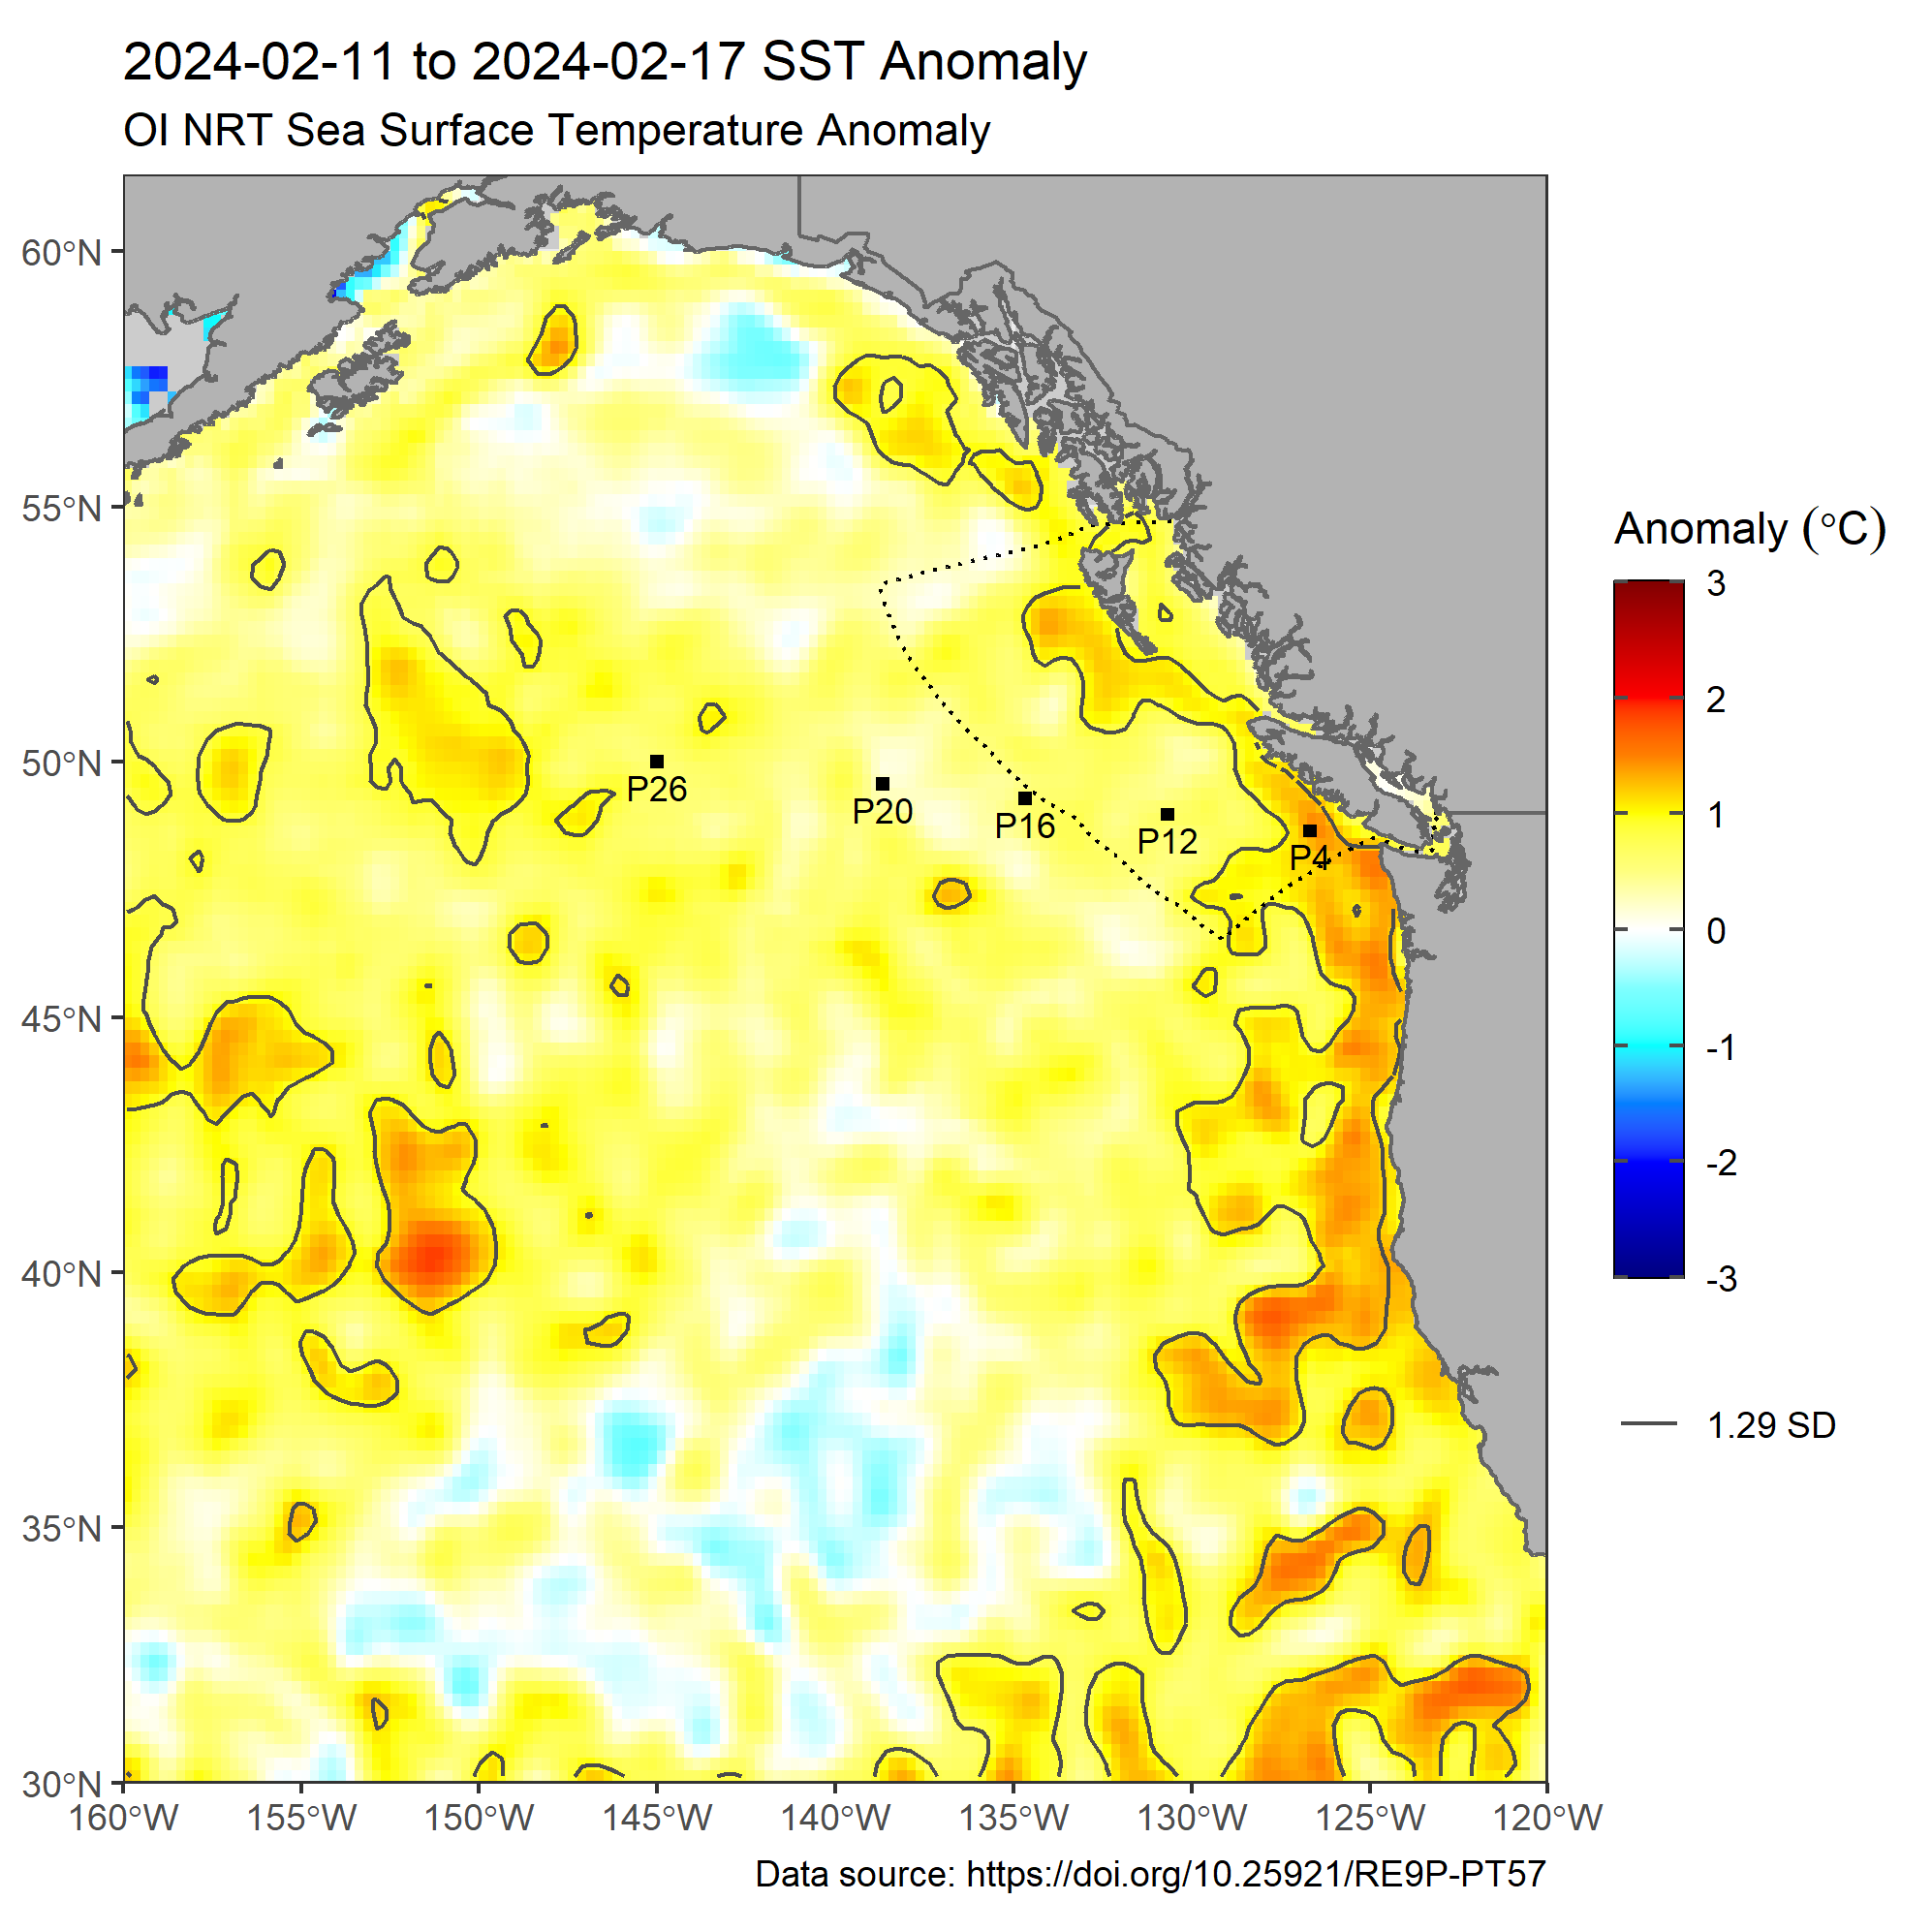 2024-02-11 to 2024-02-17 SST Anomaly
OI NRT Sea Surface Temperature Anomaly
60°N
55°N
50°N
45°N
40°N
35°N
30°N
160°W
155°W
150°W
145°W
140°W
135°W
130°W
125°W
120°W
P26
P20
P16
P12
P4
Anomaly (°C)
3
2
1
0
-1
-2
-3
1.29 SD
Data source: https://doi.org/10.25921/RE9P-PT57